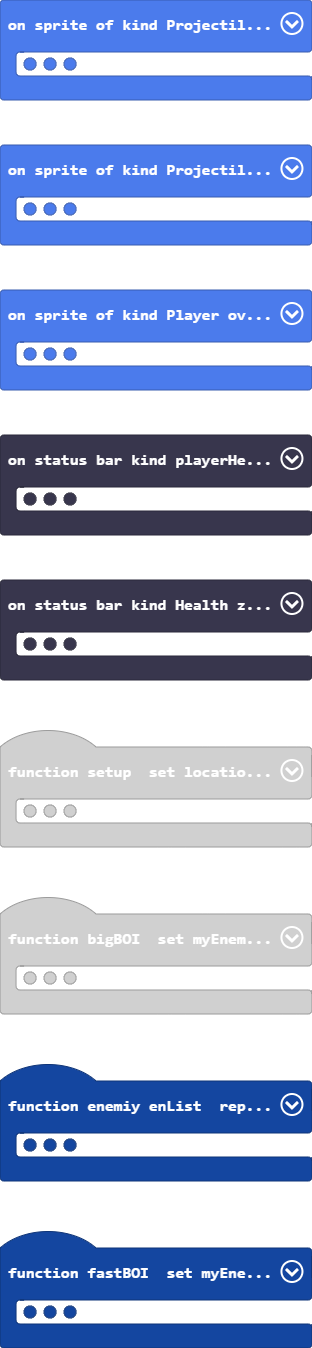 on sprite of kind Projectil...
on sprite of kind Projectil...
on sprite of kind Player ov...
on status bar kind playerHe...
on status bar kind Health z...
function setup set locatio...
function bigBOI set myEnem...
function enemiy enList rep...
function fastBOI set myEne...